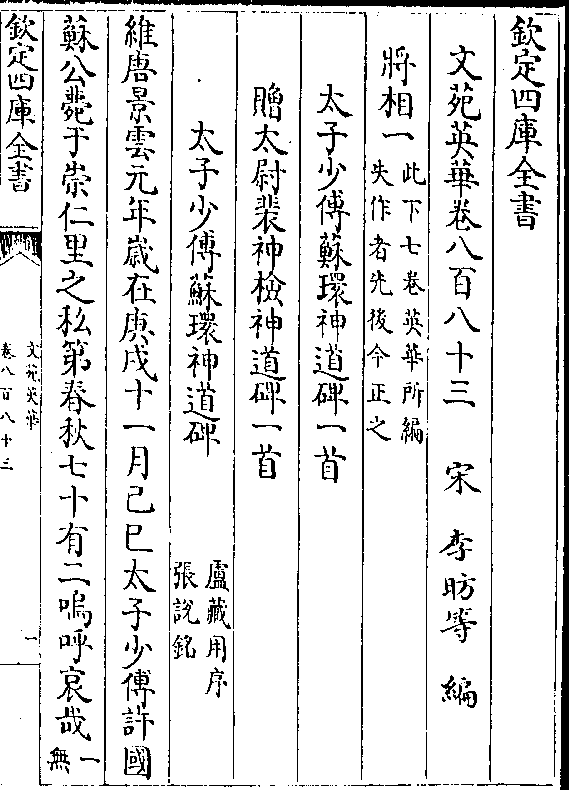 欽定四庫全書
文苑英華卷八百八十三　宋　李昉等　編
將相一　此下七卷英華所編
失作者先後今正之
太子少傅蘇瓌神道碑一首
贈太尉裴神檢神道碑一首
太子少傅蘇瓌神道碑
盧藏用序
張說銘
維唐景雲元年歲在庚戌十一月己巳太子少傅許國
蘇公薨于崇仁里之私第春秋七十有二嗚呼哀哉一
無
欽定四庫全書
文苑英華
卷八百八十三
一